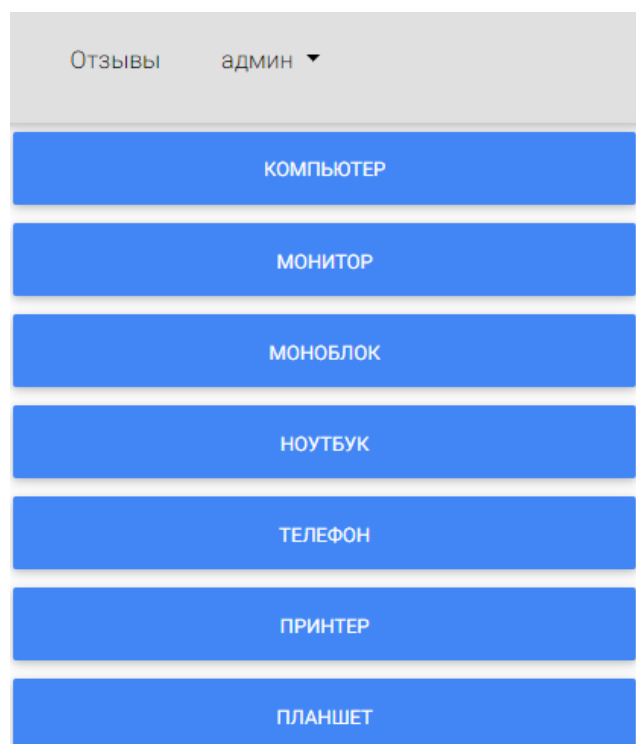 Отзывы админ
КОМПЬЮТЕР
МОНИТОР
МОНОБЛОК
НОУТБУК
ТЕЛЕФОН
ПРИНТЕР
ПЛАНШЕТ